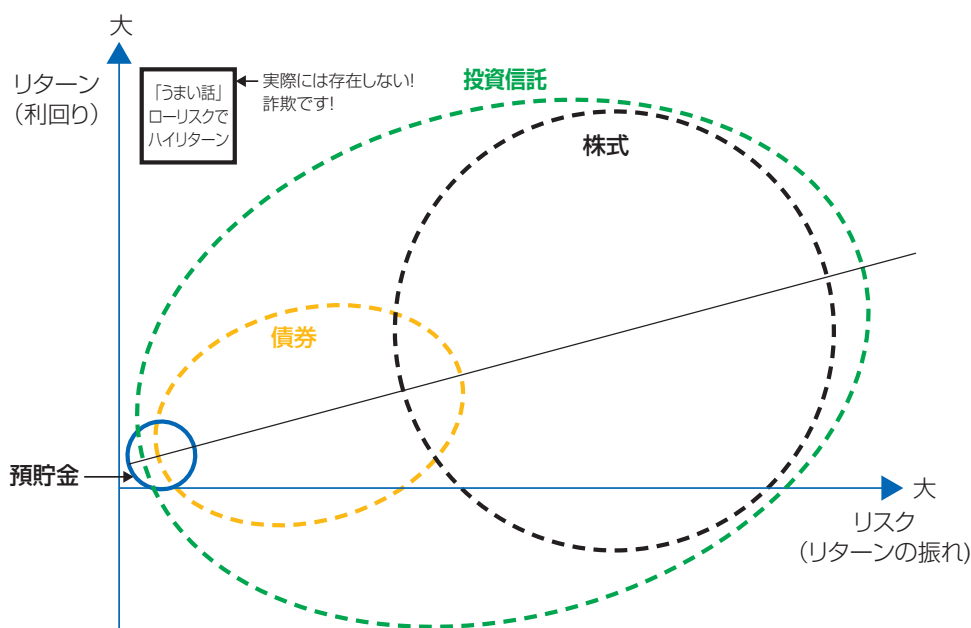 大
リターン
（利回り）
「うまい話」
ローリスクで
ハイリターン
実際には存在しない!
詐欺です!
投資信託
株式
債券
預貯金
大
リスク
（リターンの振れ）